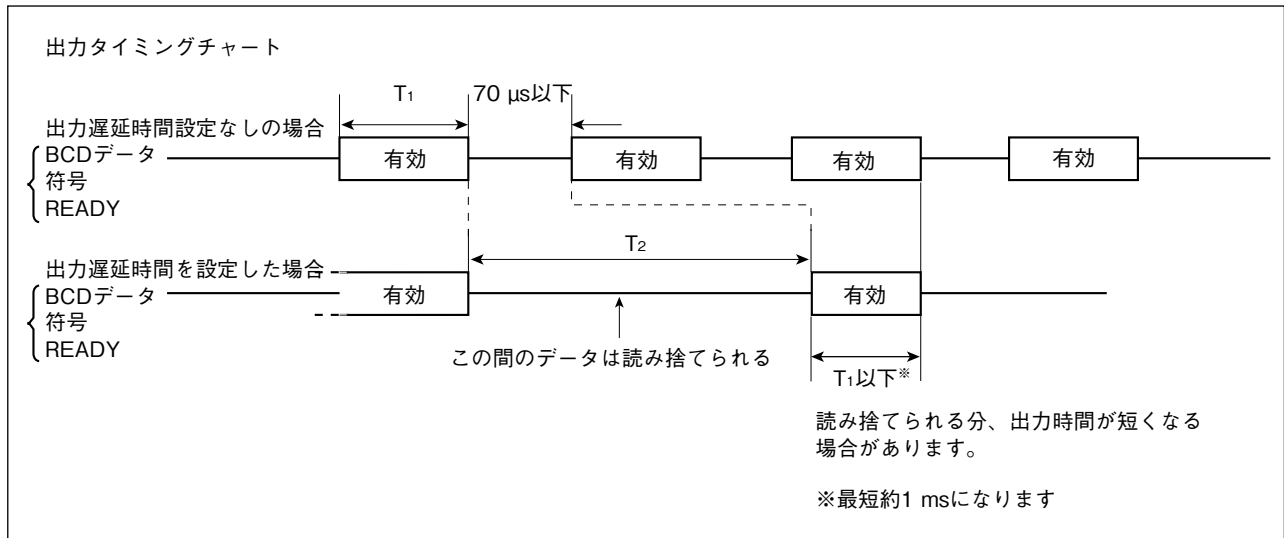 出力タイミングチャート
T1
70 µs以下
出力遅延時間設定なしの場合
BCDデータ
符号
READY
有効
有効
有効
有効
T2
出力遅延時間を設定した場合
BCDデータ
符号
READY
有効
有効
この間のデータは読み捨てられる
T1以下※
読み捨てられる分、出力時間が短くなる
場合があります。
※最短約1 msになります